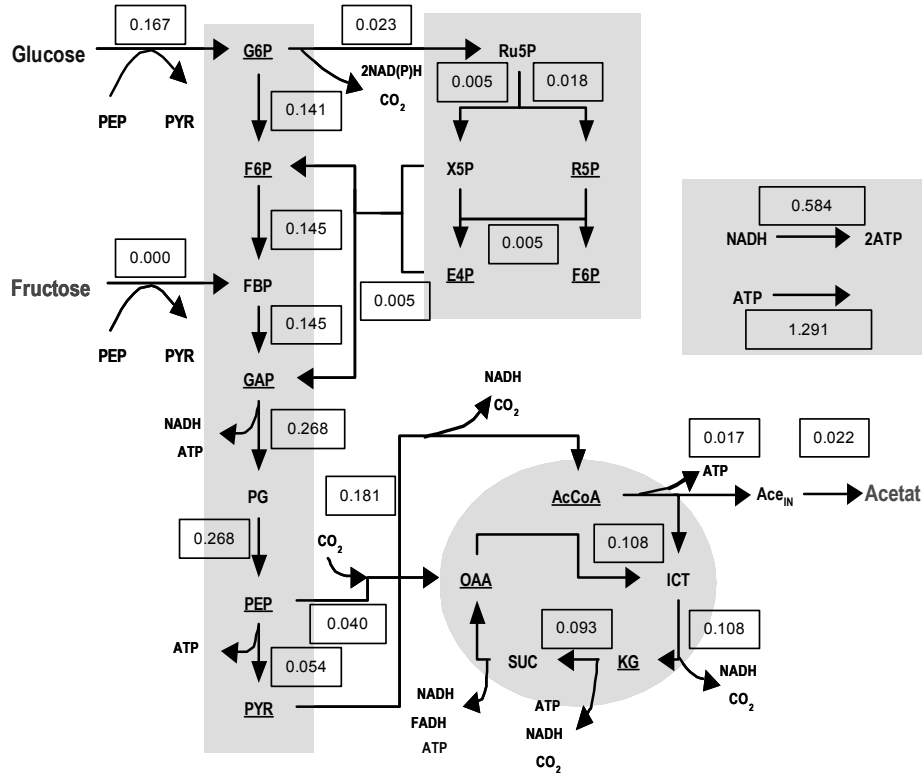 0.167
0.023
Glucose
G6P
Ru5P
2NAD(P)H
CO2
0.005
0.018
PEP
PYR
0.141
F6P
X5P
R5P
0.584
NADH
2ATP
0.145
0.005
0.000
E4P
F6P
Fructose
FBP
0.005
ATP
1.291
0.145
PEP
PYR
GAP
NADH
CO2
NADH
ATP
0.268
0.017
0.022
ATP
0.181
PG
AcCoA
AceIN
Acetat
0.268
CO2
0.108
OAA
ICT
PEP
0.040
0.093
0.108
ATP
0.054
SUC
KG
NADH
CO2
PYR
NADH
FADH
ATP
ATP
NADH
CO2